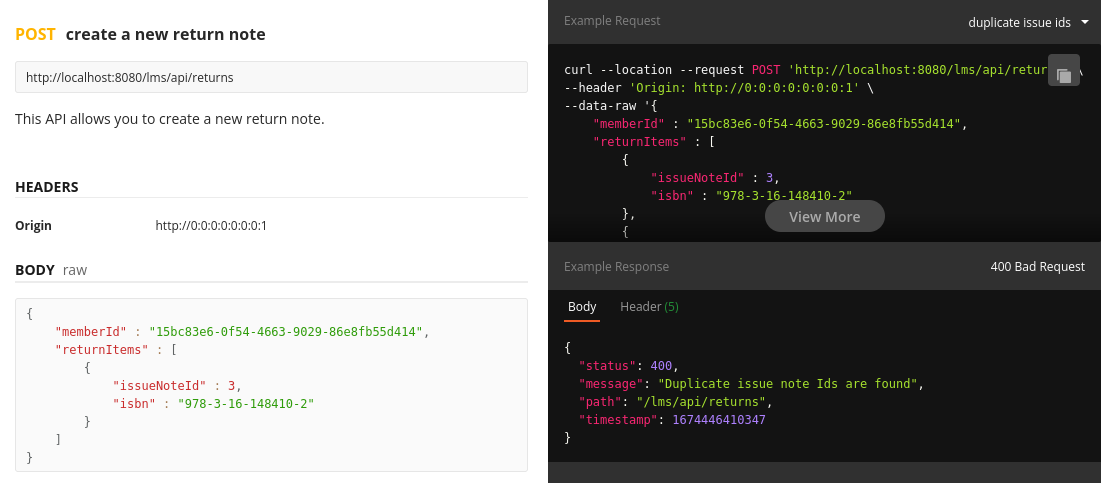 POST create a new return note
http://localhost:8080/lms/api/returns
This API allows you to create a new return note.
HEADERS
Origin http://0:0:0:0:0:0:0:1
BODY raw
{
"memberId" : "15bc83e6-0f54-4663-9029-86e8fb55d414",
"returnItems" : [
{
"issueNoteId" : 3,
"isbn" : "978-3-16-148410-2"
}
]
}
Example Request
duplicate issue ids
curl --location --request POST 'http://localhost:8080/lms/api/retur \
--header 'Origin: http://0:0:0:0:0:0:0:1' \
--data-raw '{
"memberId" : "15bc83e6-0f54-4663-9029-86e8fb55d414",
"returnItems" : [
{
"issueNoteId" : 3,
"isbn" : "978-3-16-148410-2"
},
{
View More
Example Response
400 Bad Request
Body Header (5)
{
"status": 400,
"message": "Duplicate issue note Ids are found",
"path": "/lms/api/returns",
"timestamp": 1674446410347
}